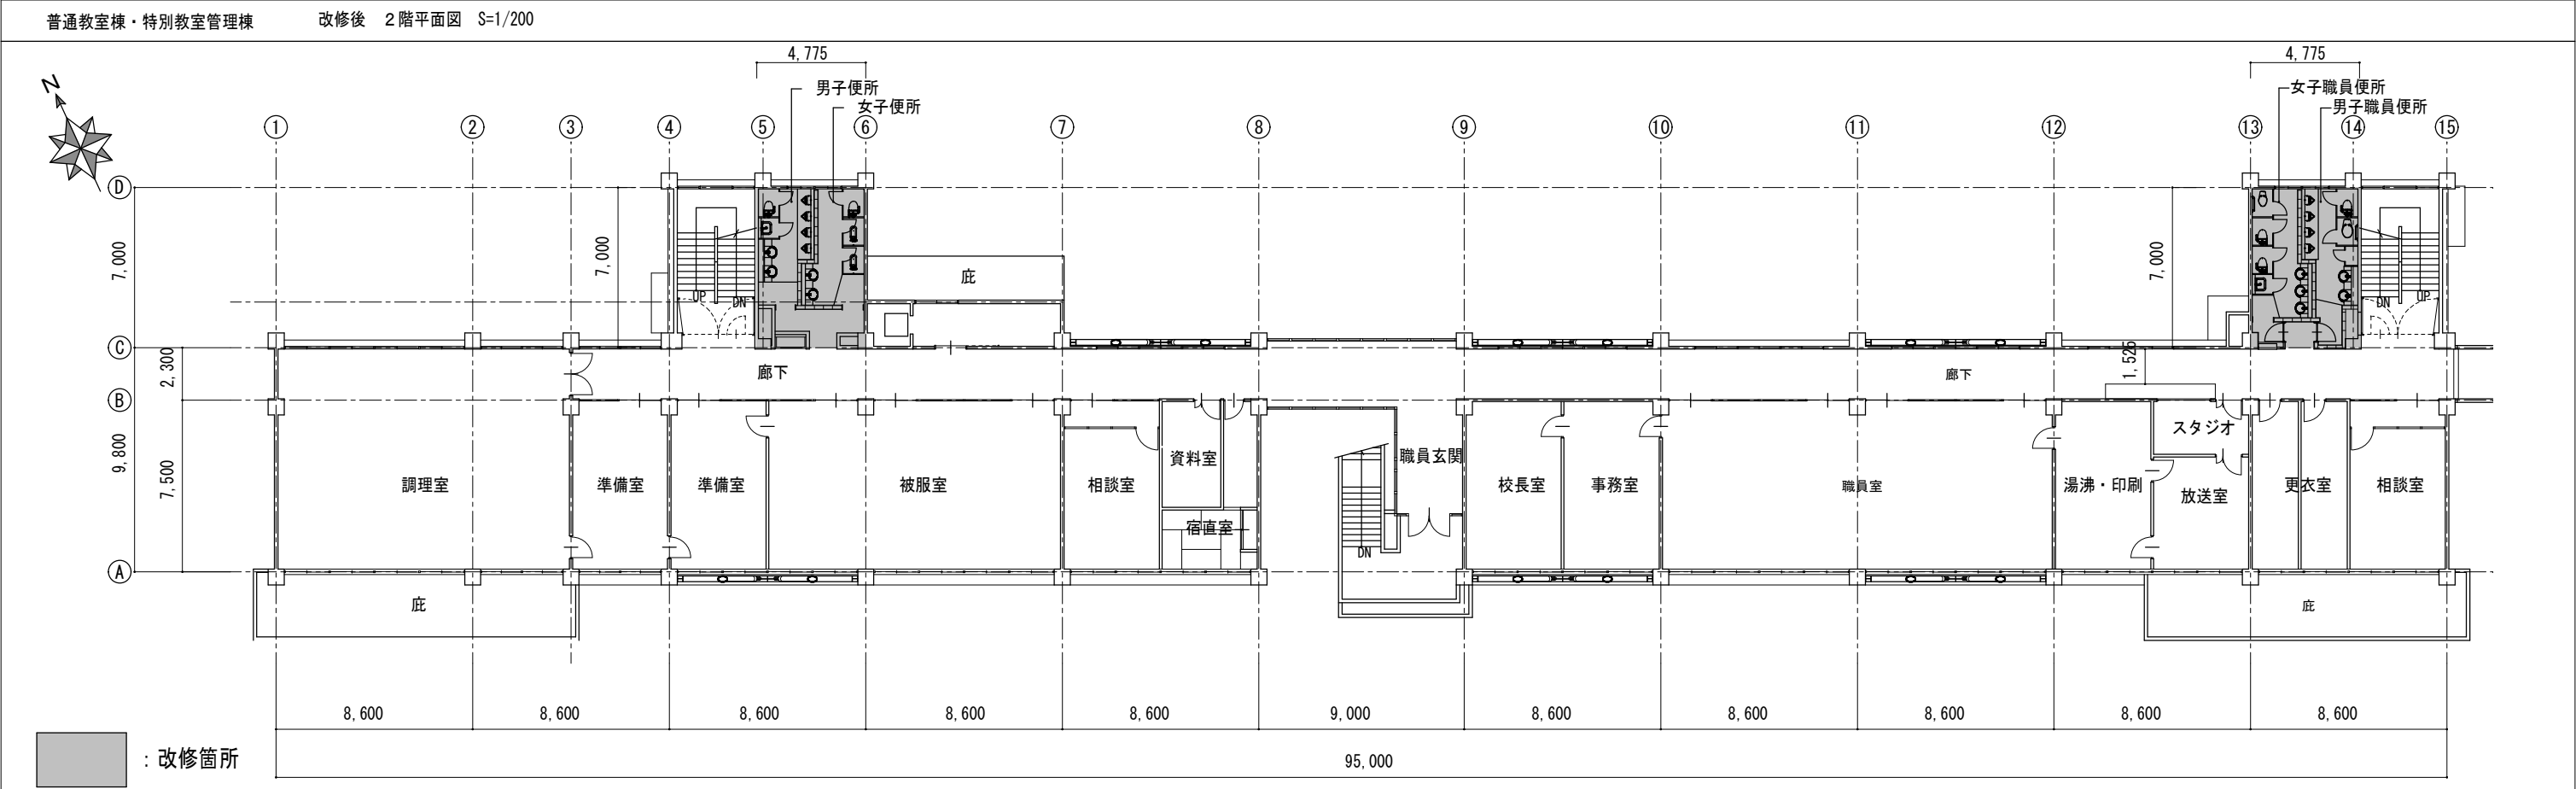 普通教室棟・特別教室管理棟　改修後　２階平面図　S=1/200
4,775
4,775
男子便所
女子便所
女子職員便所
男子職員便所
N
1 2 3 4 5 6 7 8 9 10 11 12 13 14 15
D
7,000
7,000
7,000
庇
UP
DN
DN
UP
C
2,300
廊下
廊下
1,525
B
9,800
7,500
調理室
準備室
準備室
被服室
相談室
資料室
宿直室
職員玄関
DN
校長室
事務室
職員室
湯沸・印刷
スタジオ
放送室
更衣室
相談室
A
庇
庇
8,600 8,600 8,600 8,600 8,600 9,000 8,600 8,600 8,600 8,600 8,600
：改修箇所
95,000